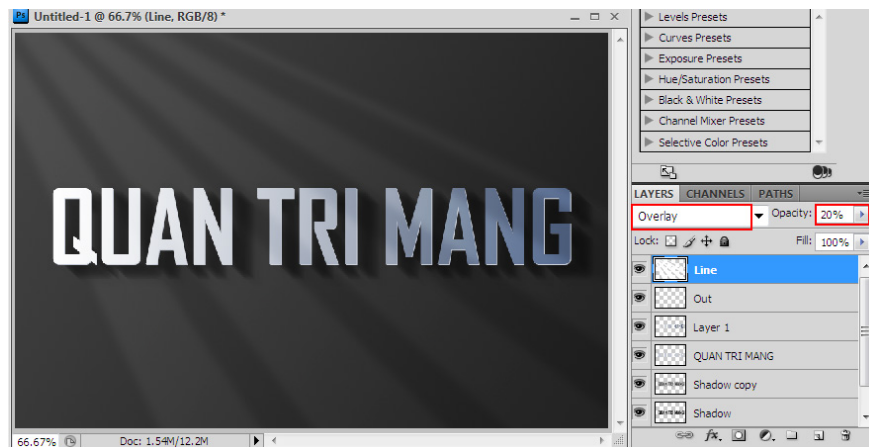 Ps Untitled-1 @ 66.7% (Line, RGB/8) *
QUAN TRI MANG
66.67% Doc: 1.54M/12.2M
Levels Presets
Curves Presets
Exposure Presets
Hue/Saturation Presets
Black & White Presets
Channel Mixer Presets
Selective Color Presets
LAYERS CHANNELS PATHS
Overlay Opacity: 20%
Lock: Fill: 100%
Line
Out
Layer 1
QUAN TRI MANG
Shadow copy
Shadow
fx.